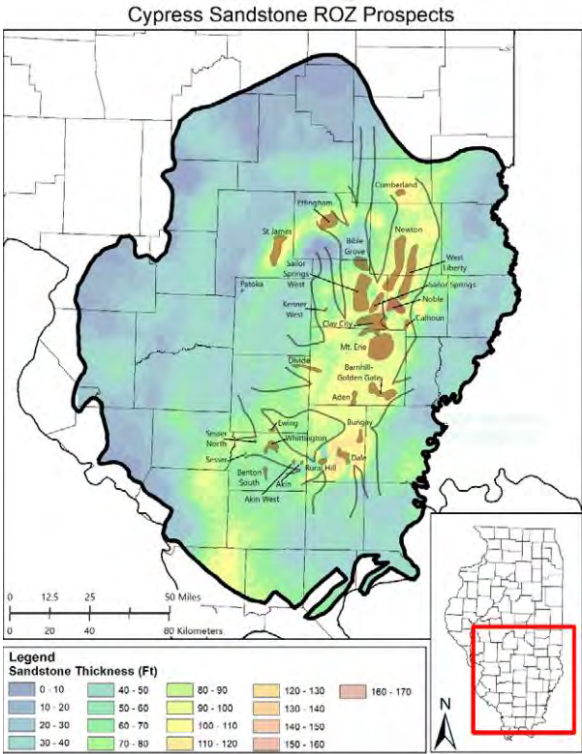 Cypress Sandstone ROZ Prospects
Cumberland
Effingham
St James
Newton
Bible
Grove
West
Liberty
Sailor
Springs
West
Sailor Springs
Patoka
Noble
Kenner
West
Calhoun
Clay City
Mt. Erie
Divide
Barnhill-
Golden Gate
Aden
Ewing
Bungay
Sesser
North
Whittington
Sesser
Rural Hill
Dale
Benton
South
Akin
Akin West
0 12.5 25 50 Miles
0 20 40 80 Kilometers
N
Legend
Sandstone Thickness (Ft)
0 - 10
10 - 20
20 - 30
30 - 40
40 - 50
50 - 60
60 - 70
70 - 80
80 - 90
90 - 100
100 - 110
110 - 120
120 - 130
130 - 140
140 - 150
150 - 160
160 - 170